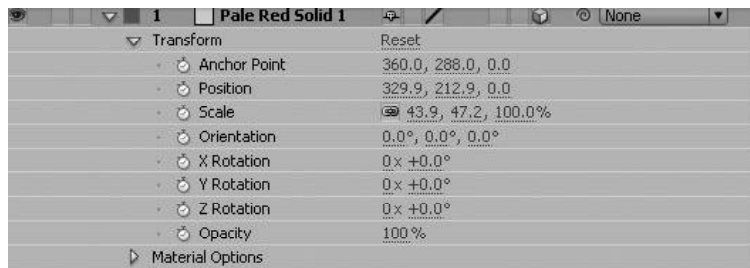 1 Pale Red Solid 1 None
Transform Reset
Anchor Point 360.0, 288.0, 0.0
Position 329.9, 212.9, 0.0
Scale 43.9, 47.2, 100.0%
Orientation 0.0°, 0.0°, 0.0°
X Rotation 0x +0.0°
Y Rotation 0x +0.0°
Z Rotation 0x +0.0°
Opacity 100%
Material Options